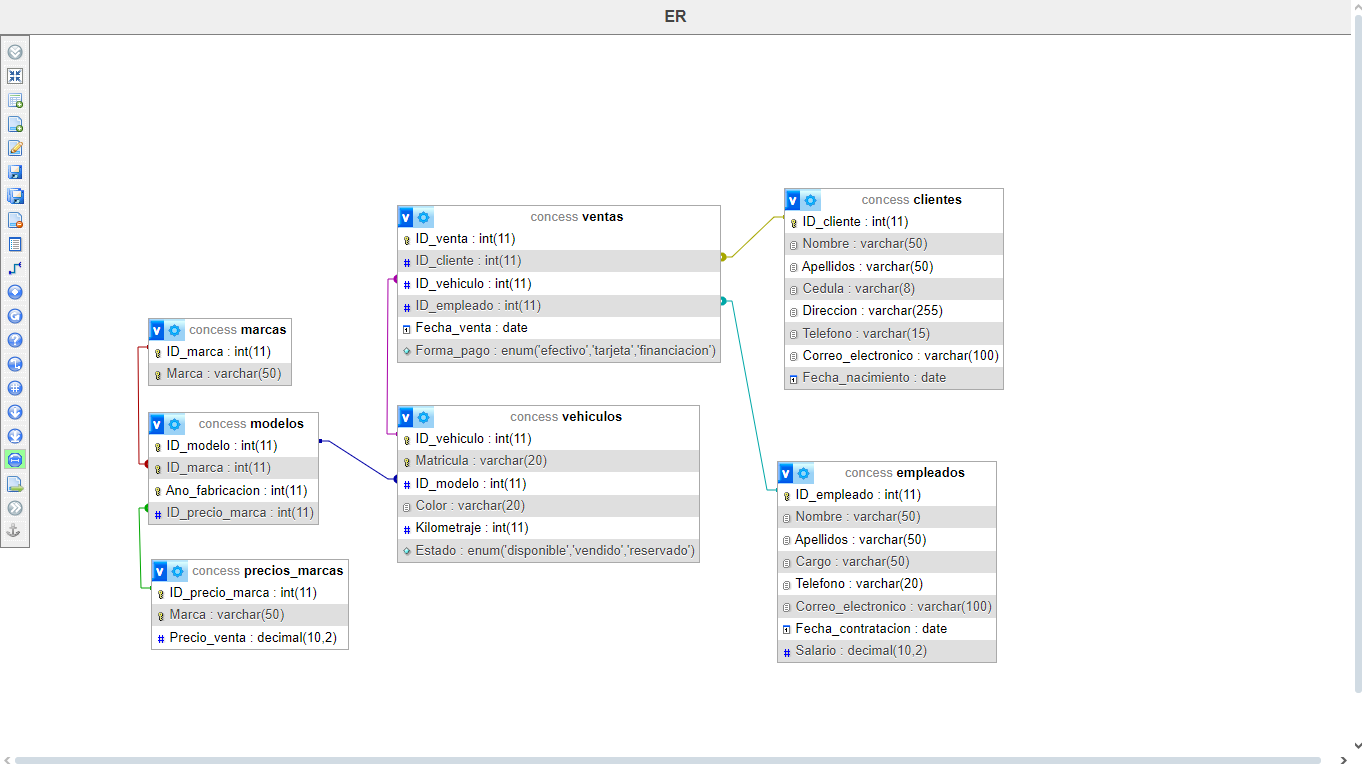 ER
concess marcas
ID_marca : int(11)
Marca : varchar(50)
concess modelos
ID_modelo : int(11)
ID_marca : int(11)
Ano_fabricacion : int(11)
ID_precio_marca : int(11)
concess precios_marcas
ID_precio_marca : int(11)
Marca : varchar(50)
Precio_venta : decimal(10,2)
concess ventas
ID_venta : int(11)
ID_cliente : int(11)
ID_vehiculo : int(11)
ID_empleado : int(11)
Fecha_venta : date
Forma_pago : enum('efectivo','tarjeta','financiacion')
concess vehiculos
ID_vehiculo : int(11)
Matricula : varchar(20)
ID_modelo : int(11)
Color : varchar(20)
Kilometraje : int(11)
Estado : enum('disponible','vendido','reservado')
concess clientes
ID_cliente : int(11)
Nombre : varchar(50)
Apellidos : varchar(50)
Cedula : varchar(8)
Direccion : varchar(255)
Telefono : varchar(15)
Correo_electronico : varchar(100)
Fecha_nacimiento : date
concess empleados
ID_empleado : int(11)
Nombre : varchar(50)
Apellidos : varchar(50)
Cargo : varchar(50)
Telefono : varchar(20)
Correo_electronico : varchar(100)
Fecha_contratacion : date
Salario : decimal(10,2)